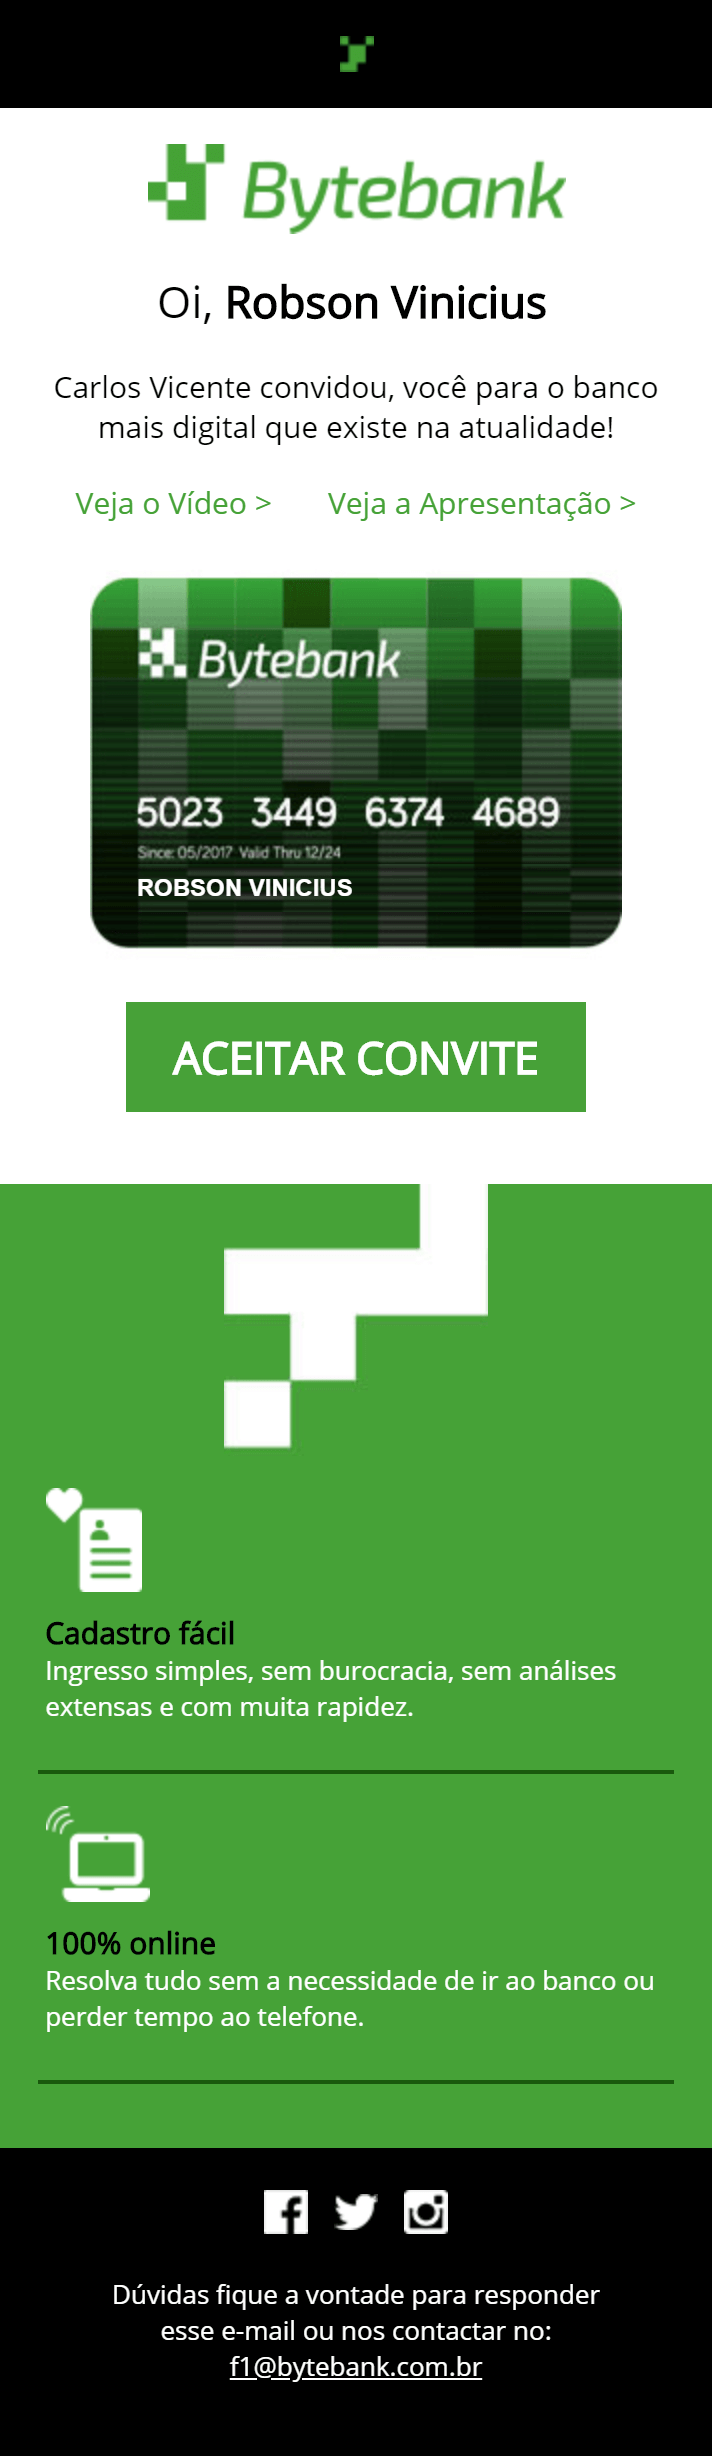 Bytebank
Oi, Robson Vinicius
Carlos Vicente convidou, você para o banco
mais digital que existe na atualidade!
Veja o Vídeo > Veja a Apresentação >
Bytebank
5023 3449 6374 4689
Since: 05/2017 Valid Thru 12/24
ROBSON VINICIUS
ACEITAR CONVITE
Cadastro fácil
Ingresso simples, sem burocracia, sem análises
extensas e com muita rapidez.
100% online
Resolva tudo sem a necessidade de ir ao banco ou
perder tempo ao telefone.
Dúvidas fique a vontade para responder
esse e-mail ou nos contactar no:
f1@bytebank.com.br